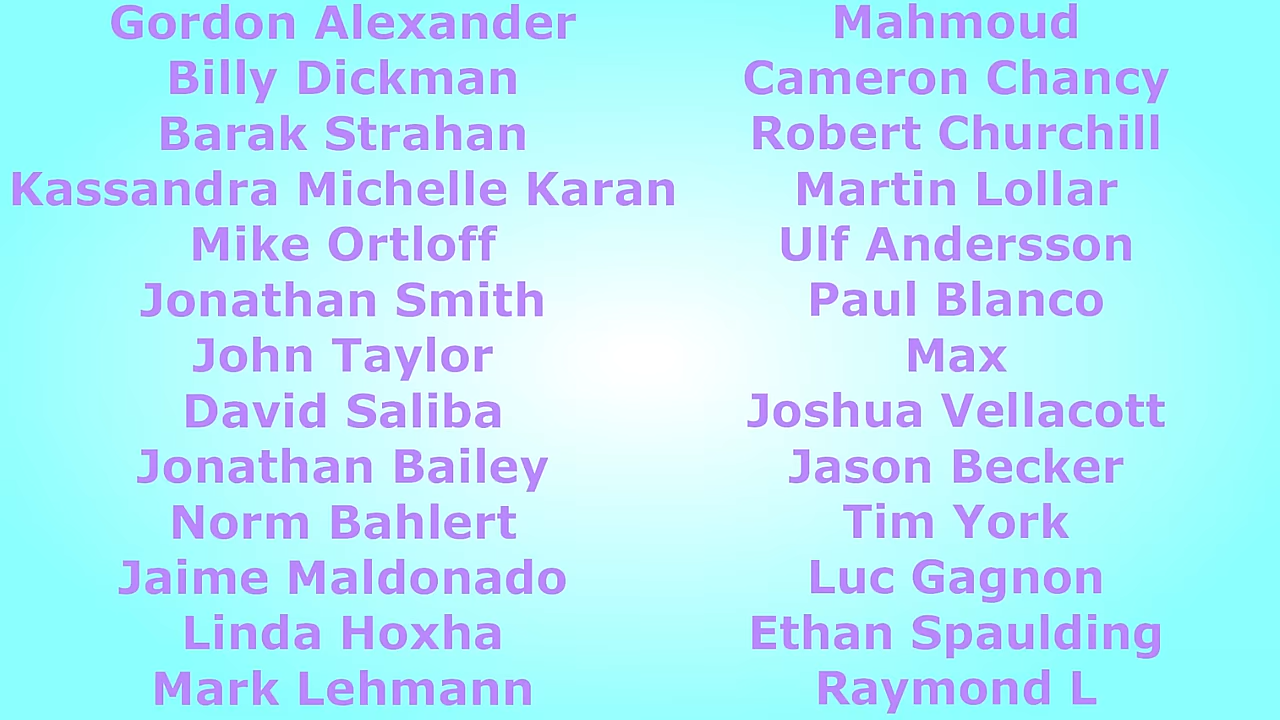 Gordon Alexander
Billy Dickman
Barak Strahan
Kassandra Michelle Karan
Mike Ortloff
Jonathan Smith
John Taylor
David Saliba
Jonathan Bailey
Norm Bahlert
Jaime Maldonado
Linda Hoxha
Mark Lehmann
Mahmoud
Cameron Chancy
Robert Churchill
Martin Lollar
Ulf Andersson
Paul Blanco
Max
Joshua Vellacott
Jason Becker
Tim York
Luc Gagnon
Ethan Spaulding
Raymond L